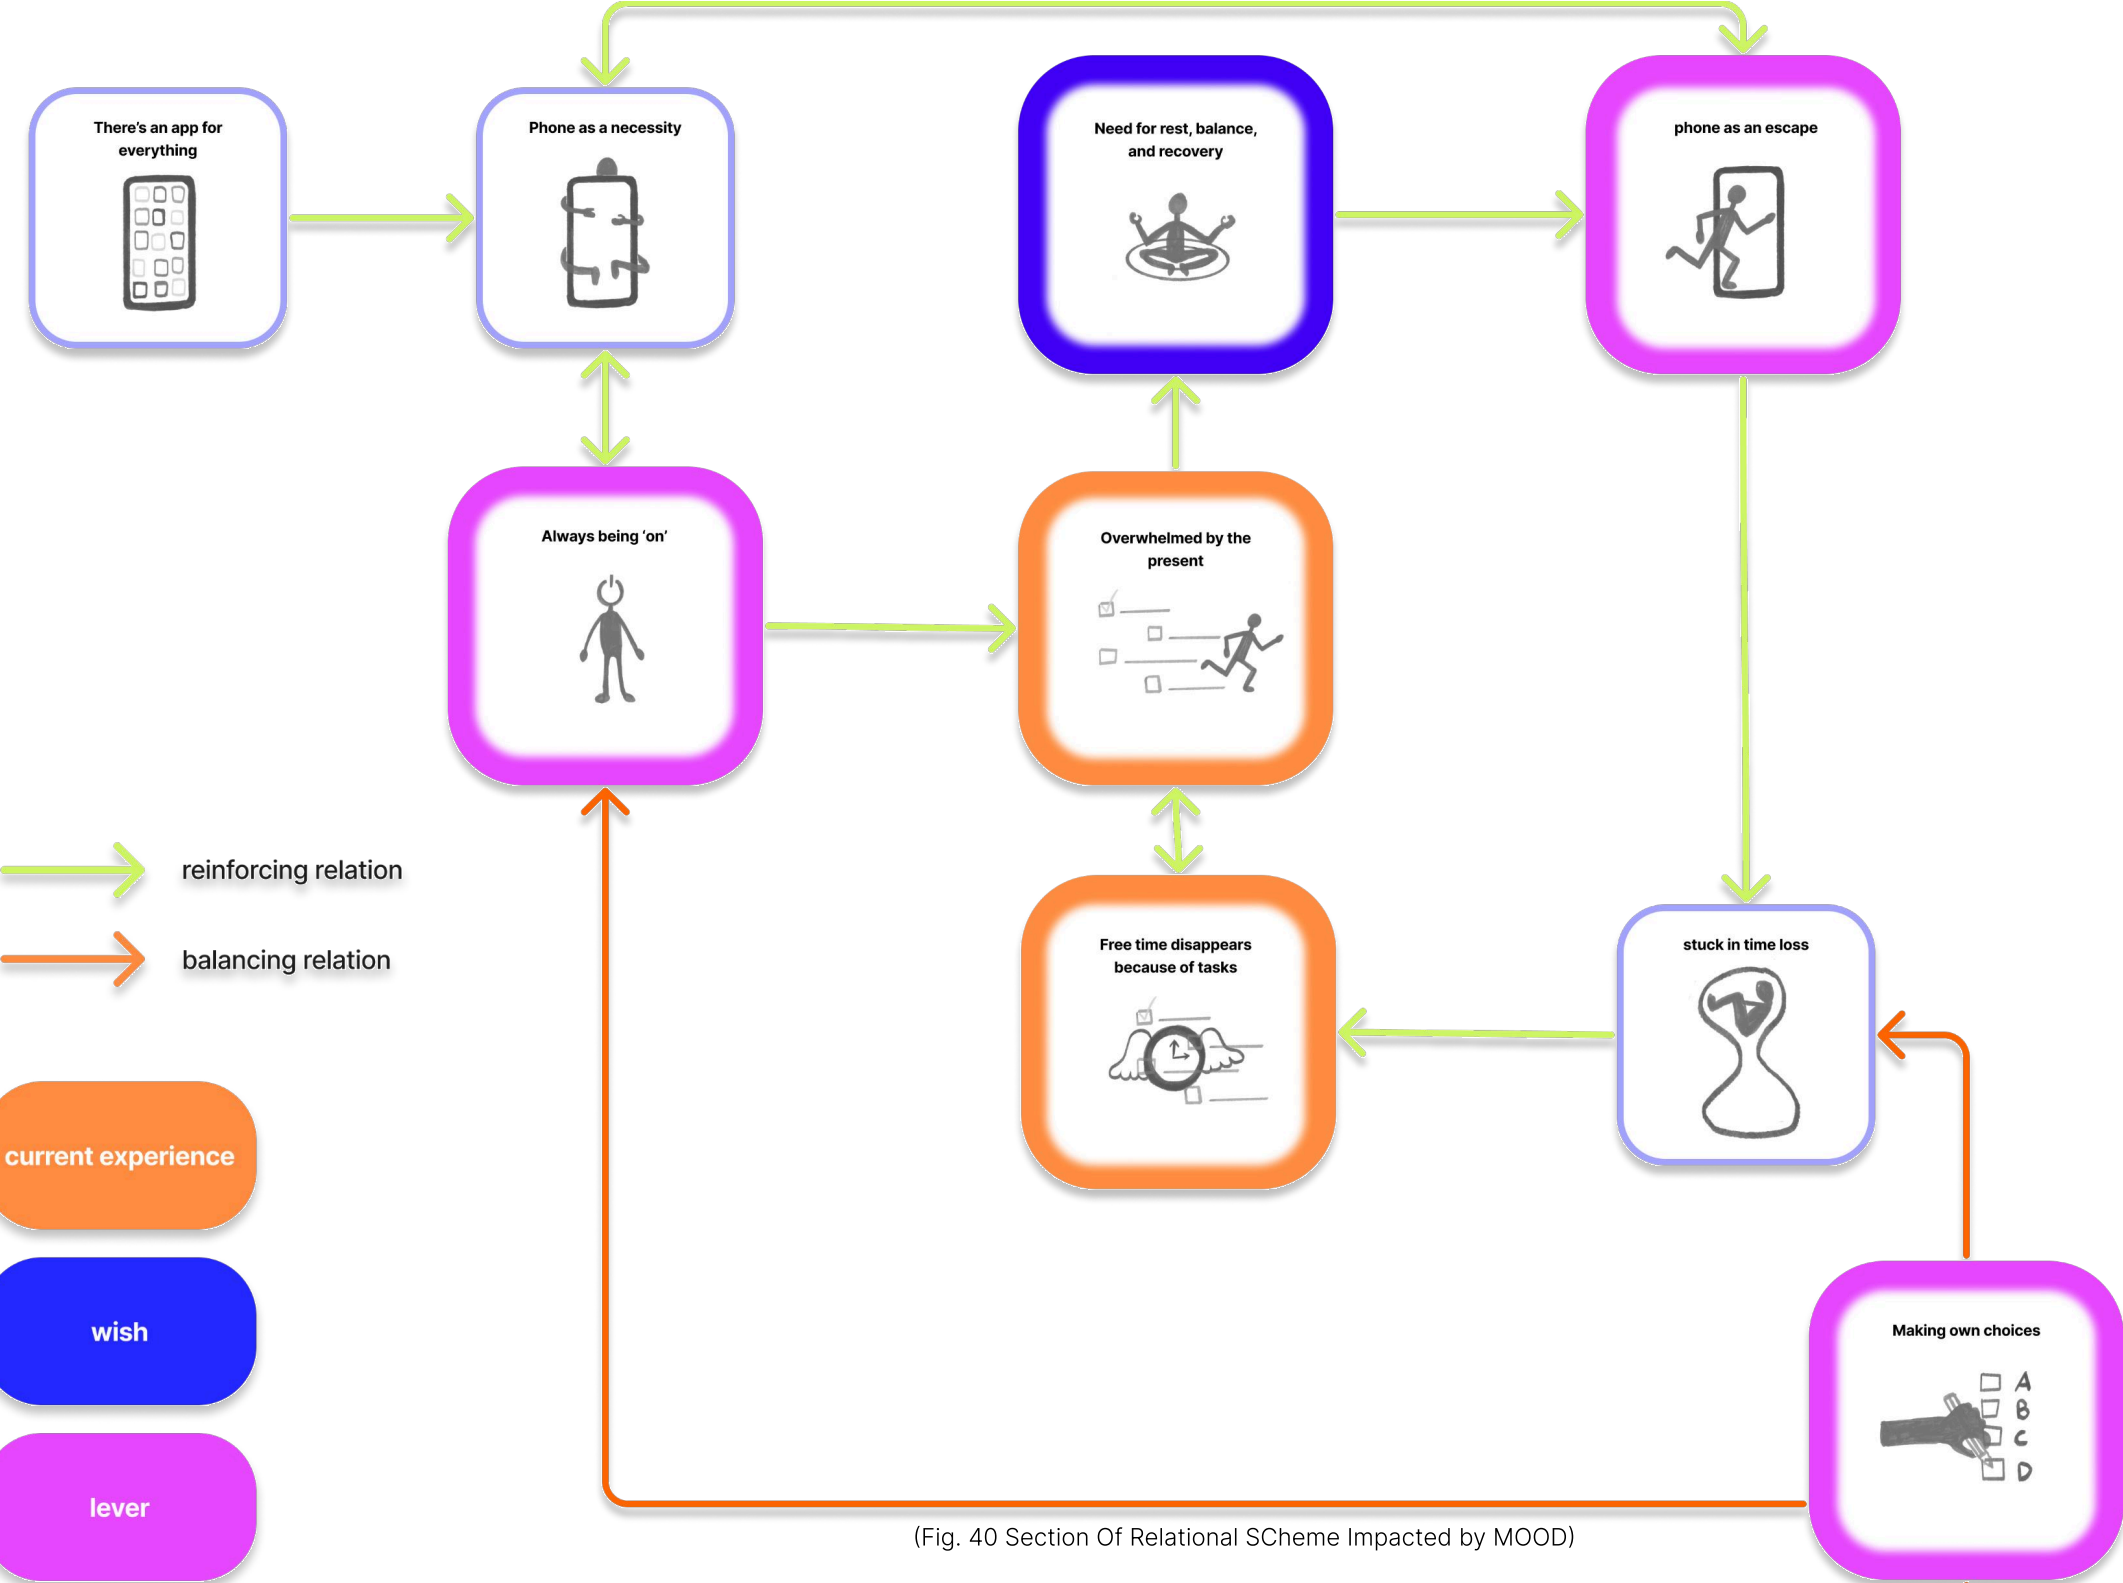 There's an app for
everything
Phone as a necessity
Need for rest, balance,
and recovery
phone as an escape
Always being ‘on’
Overwhelmed by the
present
reinforcing relation
balancing relation
Free time disappears
because of tasks
stuck in time loss
current experience
wish
lever
Making own choices
A
B
C
D
(Fig. 40 Section Of Relational SCheme Impacted by MOOD)